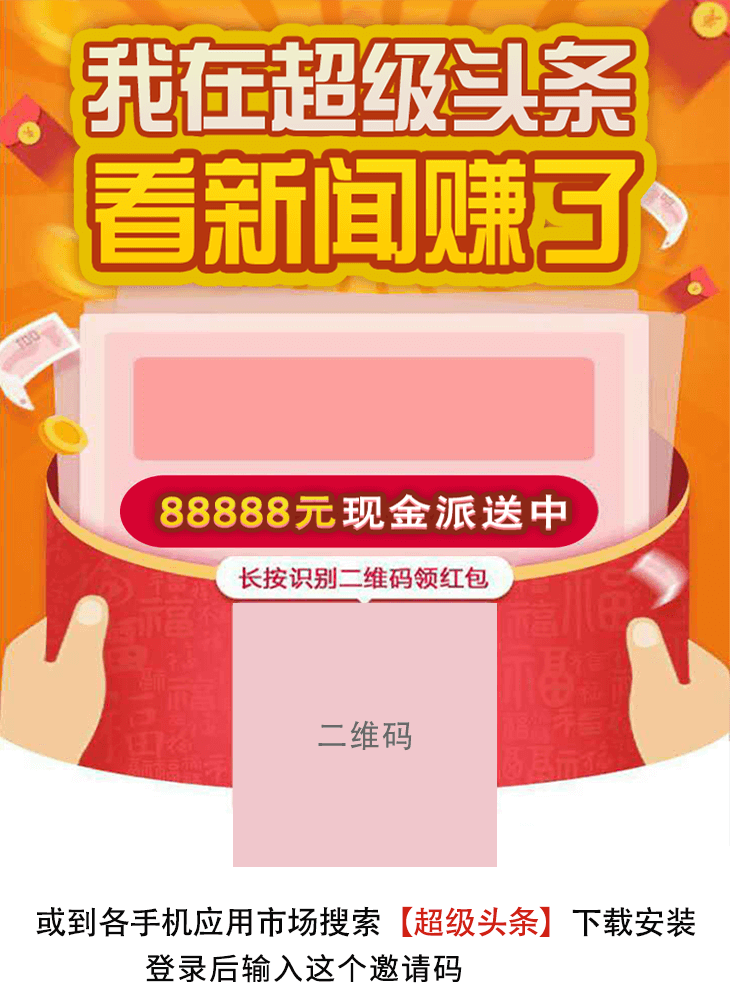 我在超级头条
看新闻赚了
88888元现金派送中
长按识别二维码领红包
二维码
或到各手机应用市场搜索【超级头条】下载安装
登录后输入这个邀请码